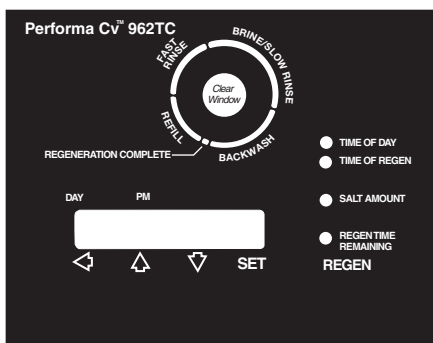 Performa Cv™ 962TC
FAST
RINSE
BRINE/SLOW RINSE
Clear
Window
REFILL
BACKWASH
REGENERATION COMPLETE
TIME OF DAY
TIME OF REGEN
SALT AMOUNT
REGEN TIME
REMAINING
DAY PM
SET REGEN